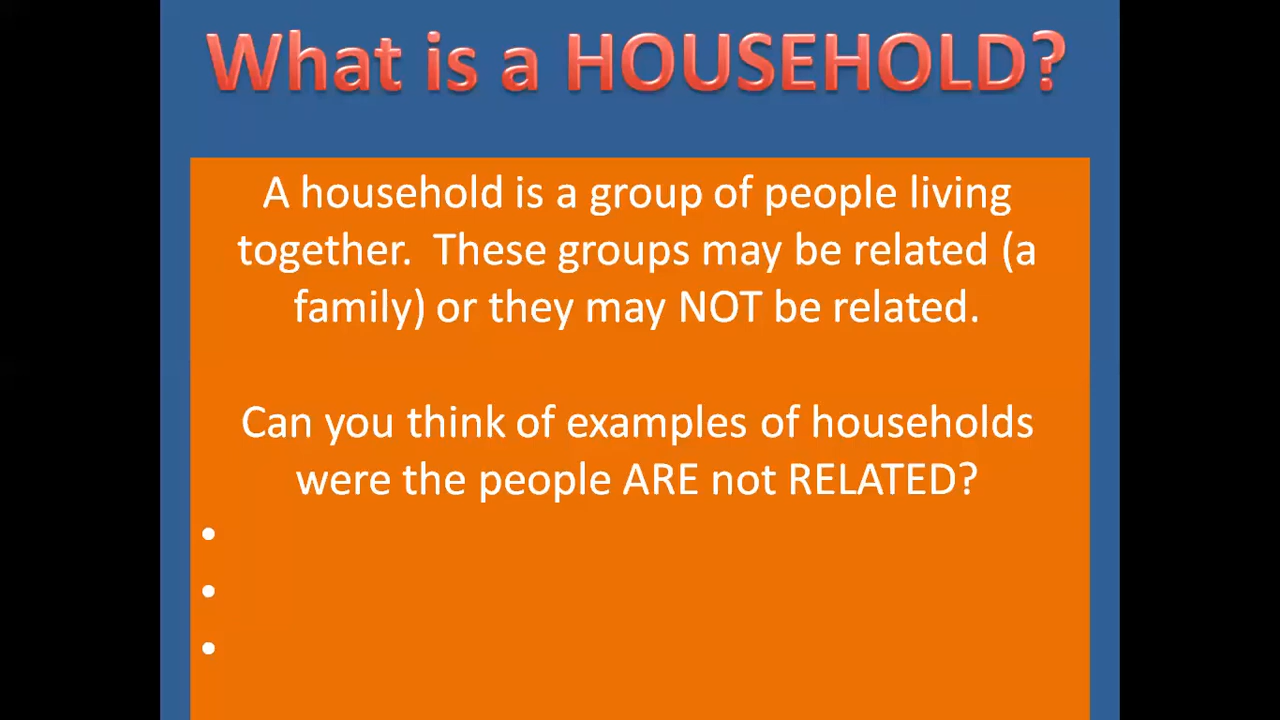 What is a HOUSEHOLD?
A household is a group of people living
together.  These groups may be related (a
family) or they may NOT be related.
Can you think of examples of households
were the people ARE not RELATED?
•
•
•